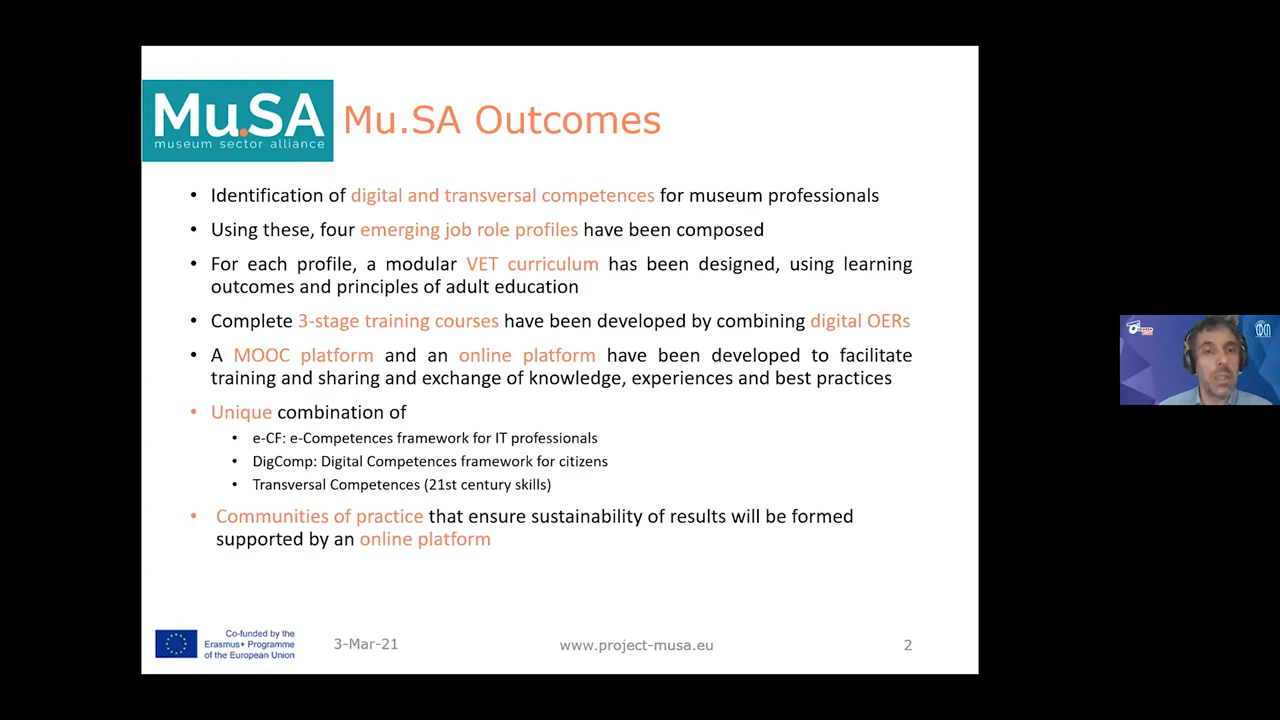 Mu.SA
museum sector alliance
Mu.SA Outcomes
• Identification of digital and transversal competences for museum professionals
• Using these, four emerging job role profiles have been composed
• For each profile, a modular VET curriculum has been designed, using learning
outcomes and principles of adult education
• Complete 3-stage training courses have been developed by combining digital OERs
• A MOOC platform and an online platform have been developed to facilitate
training and sharing and exchange of knowledge, experiences and best practices
• Unique combination of
• e-CF: e-Competences framework for IT professionals
• DigComp: Digital Competences framework for citizens
• Transversal Competences (21st century skills)
• Communities of practice that ensure sustainability of results will be formed
supported by an online platform
Co-funded by the
Erasmus+ Programme
of the European Union
3-Mar-21
www.project-musa.eu
2